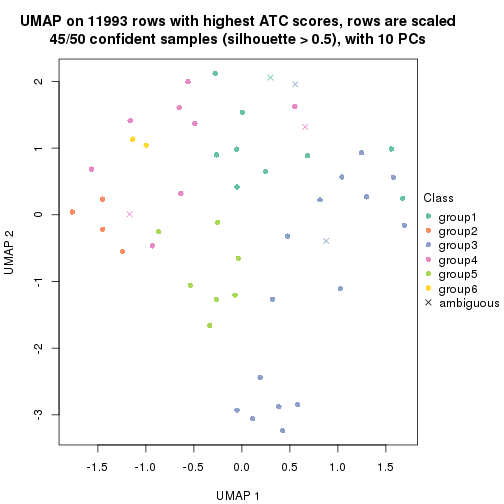 UMAP on 11993 rows with highest ATC scores, rows are scaled
45/50 confident samples (silhouette > 0.5), with 10 PCs
UMAP 2
2
1
0
-1
-2
-3
-1.5
-1.0
-0.5
0.0
0.5
1.0
1.5
UMAP 1
Class
group1
group2
group3
group4
group5
group6
ambiguous